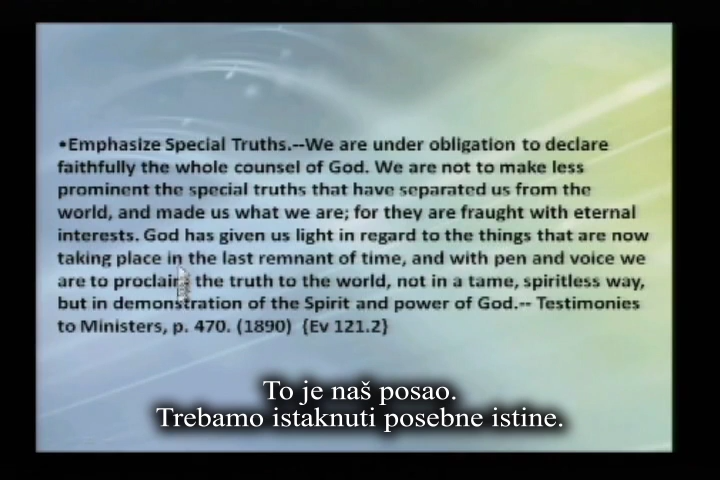 •Emphasize Special Truths.--We are under obligation to declare
faithfully the whole counsel of God. We are not to make less
prominent the special truths that have separated us from the
world, and made us what we are; for they are fraught with eternal
interests. God has given us light in regard to the things that are now
taking place in the last remnant of time, and with pen and voice we
are to proclaim the truth to the world, not in a tame, spiritless way,
but in demonstration of the Spirit and power of God.-- Testimonies
to Ministers, p. 470. (1890) {Ev 121.2}
To je naš posao.
Trebamo istaknuti posebne istine.